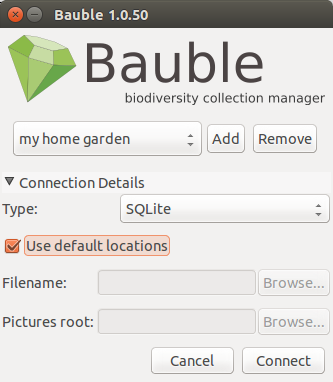 Bauble 1.0.50
Bauble
biodiversity collection manager
my home garden
Add
Remove
Connection Details
Type:
SQLite
Use default locations
Filename:
Browse...
Pictures root:
Browse...
Cancel
Connect